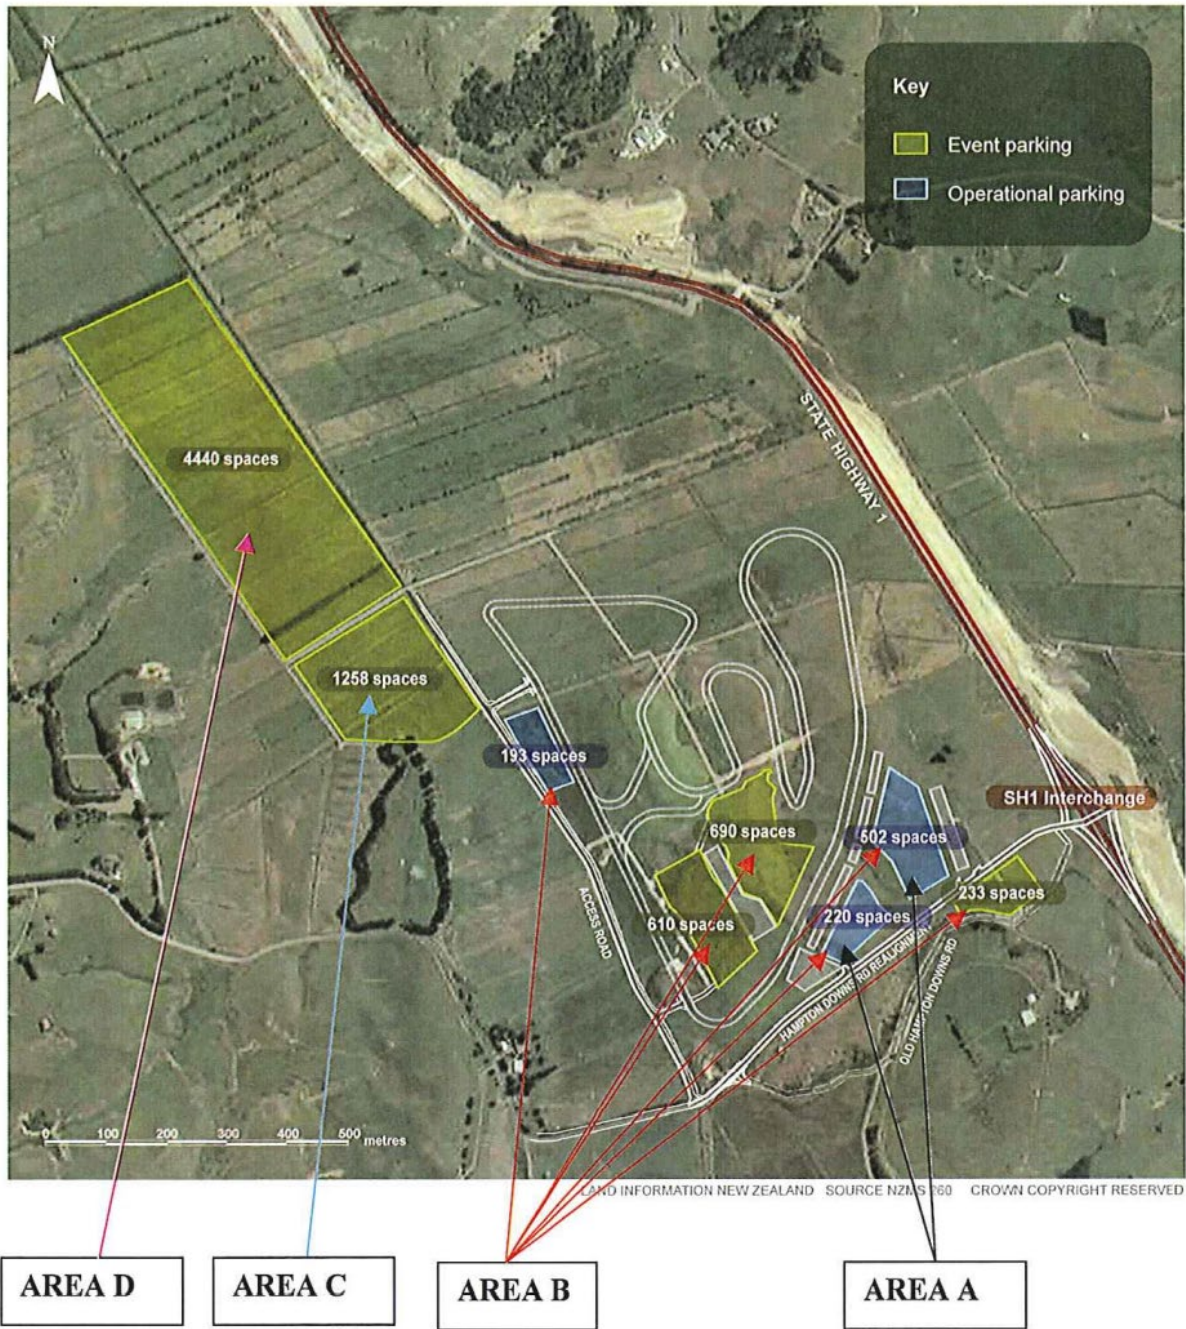 N
Key
Event parking
Operational parking
4440 spaces
STATE HIGHWAY 1
1258 spaces
193 spaces
SH1 Interchange
690 spaces
502 spaces
233 spaces
610 spaces
220 spaces
ACCESS ROAD
HAMPTON DOWNS RD REALIGNMENT
OLD HAMPTON DOWNS RD
0 100 200 300 400 500 metres
LAND INFORMATION NEW ZEALAND SOURCE NZMS 260 CROWN COPYRIGHT RESERVED
AREA D
AREA C
AREA B
AREA A